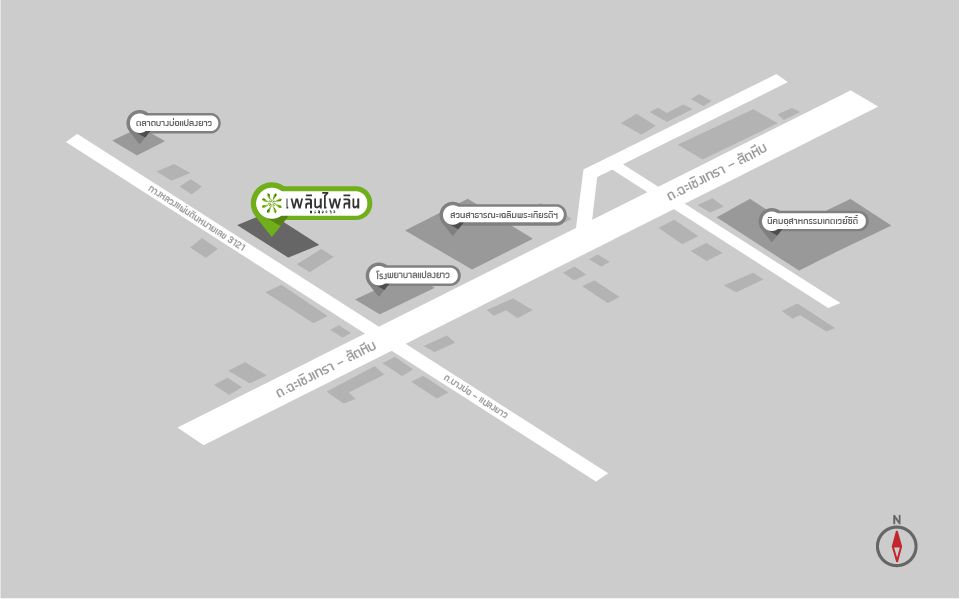 ตลาดบางบ่อแปลงยาว
ถ.ฉะเชิงเทรา - สัตหีบ
ทางหลวงแผ่นดินหมายเลข 3121
เพลินไพลิน
สวนสาธารณะเฉลิมพระเกียรติฯ
นิคมอุสาหกรรมเกตเวย์ซิตี้
โรงพยาบาลแปลงยาว
ถ.ฉะเชิงเทรา - สัตหีบ
ถ.บางบ่อ - แปลงยาว
N